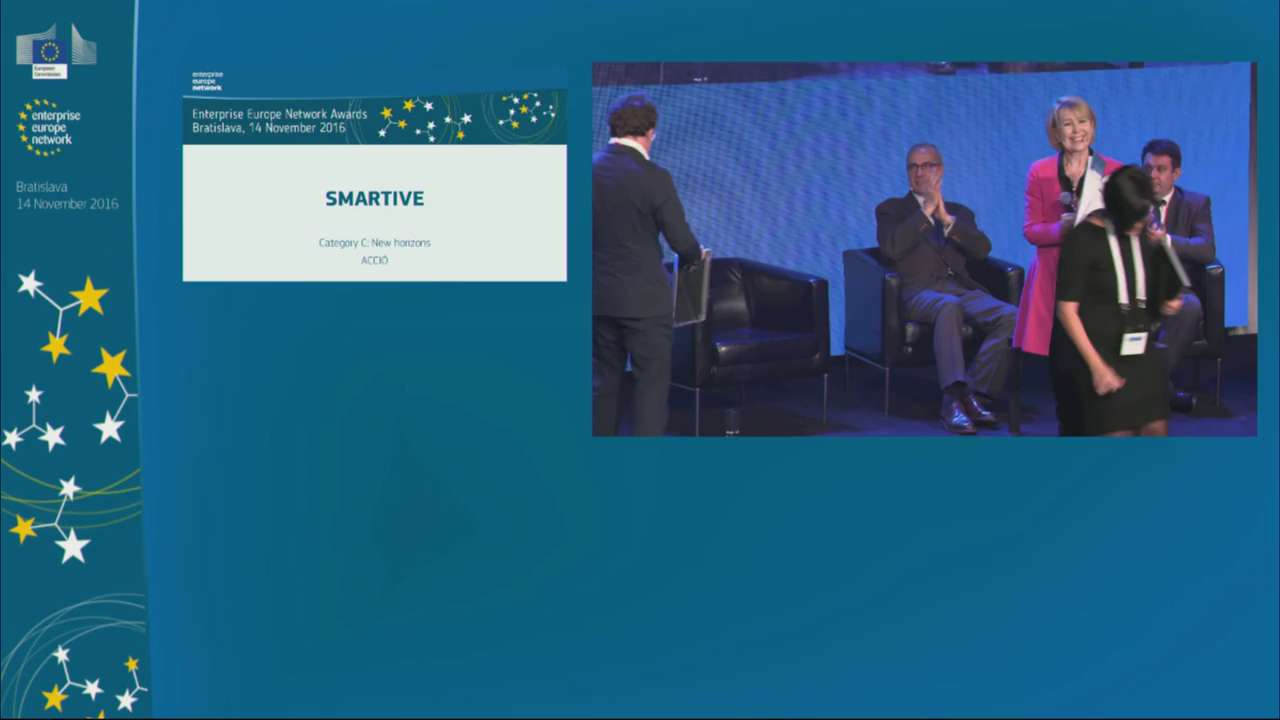 European
Commission
enterprise
europe
network
Bratislava
14 November 2016
enterprise
europe
network
Enterprise Europe Network Awards
Bratislava, 14 November 2016
SMARTIVE
Category C: New horizons
ACCIÓ